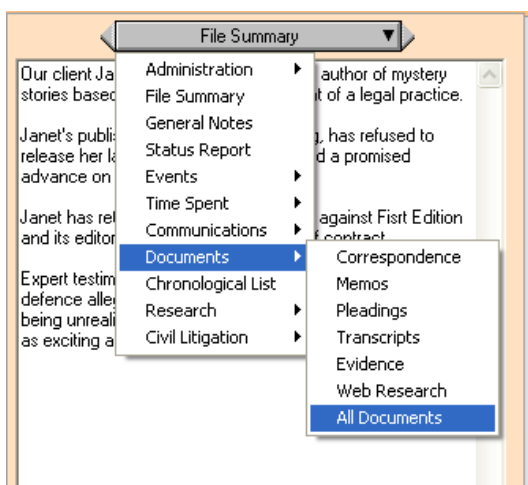 File Summary
Our client Ja
author of mystery
stories based
t of a legal practice.
Janet's publis
, has refused to
release her la
d a promised
advance on
Janet has ret
against Fisrt Edition
and its editor
f contract
Expert testim
defence alleg
being unreali
as exciting a
Administration
File Summary
General Notes
Status Report
Events
Time Spent
Communications
Documents
Chronological List
Research
Civil Litigation
Correspondence
Memos
Pleadings
Transcripts
Evidence
Web Research
All Documents